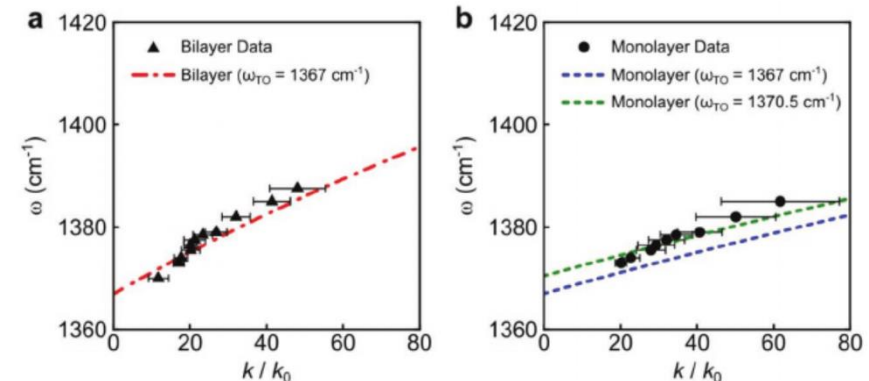 a
1420
1400
1380
1360
ω (cm⁻¹)
Bilayer Data
Bilayer (ωTO = 1367 cm⁻¹)
0
20
40
60
80
k / k₀
b
1420
1400
1380
1360
ω (cm⁻¹)
Monolayer Data
Monolayer (ωTO = 1367 cm⁻¹)
Monolayer (ωTO = 1370.5 cm⁻¹)
0
20
40
60
80
k / k₀